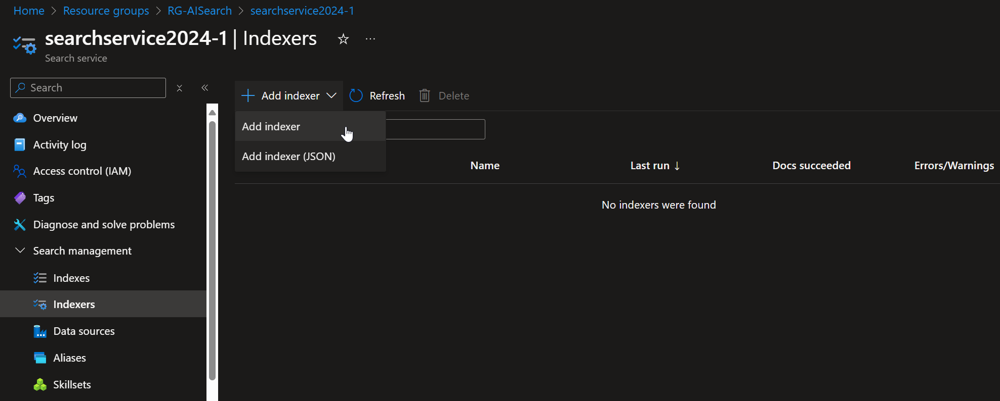 Home > Resource groups > RG-AISearch > searchservice2024-1
searchservice2024-1 | Indexers
Search service
Search
Add indexer
Refresh
Delete
Add indexer
Add indexer (JSON)
Name
Last run ↓
Docs succeeded
Errors/Warnings
No indexers were found
Overview
Activity log
Access control (IAM)
Tags
Diagnose and solve problems
Search management
Indexes
Indexers
Data sources
Aliases
Skillsets